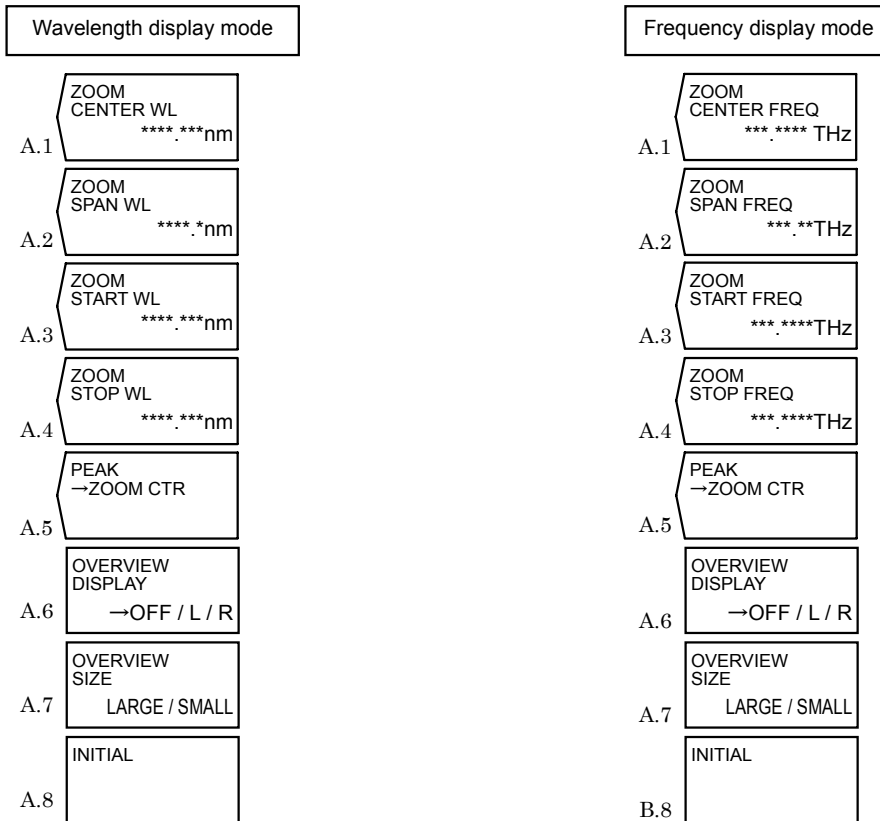 Wavelength display mode
ZOOM
CENTER WL
****.***nm
A.1
ZOOM
SPAN WL
****.*nm
A.2
ZOOM
START WL
****.***nm
A.3
ZOOM
STOP WL
****.***nm
A.4
PEAK
→ZOOM CTR
A.5
OVERVIEW
DISPLAY
→OFF / L / R
A.6
OVERVIEW
SIZE
LARGE / SMALL
A.7
INITIAL
A.8
Frequency display mode
ZOOM
CENTER FREQ
***.**** THz
A.1
ZOOM
SPAN FREQ
***.**THz
A.2
ZOOM
START FREQ
***.****THz
A.3
ZOOM
STOP FREQ
***.****THz
A.4
PEAK
→ZOOM CTR
A.5
OVERVIEW
DISPLAY
→OFF / L / R
A.6
OVERVIEW
SIZE
LARGE / SMALL
A.7
INITIAL
B.8